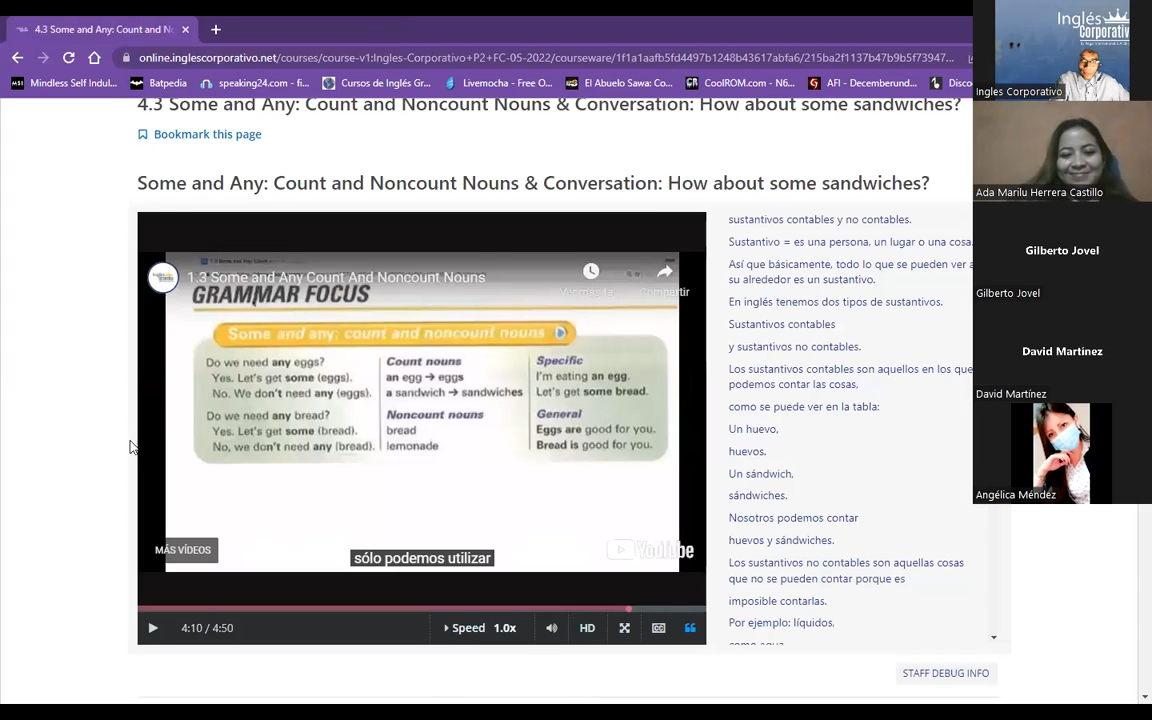 4.3 Some and Any: Count and No
online.inglescorporativo.net/courses/course-v1:Ingles-Corporativo+P2+FC-05-2022/courseware/1f1a1aafb5fd4497b1248b43617abfa6/215ba2f1137b47b9b5f73947...
Mindless Self Indul...
Batpedia
speaking24.com - fi...
Cursos de Inglés Gr...
Livemocha - Free O...
El Abuelo Sawa: Co...
CoolROM.com - N6...
AFI - Decemberund...
Disco
4.3 Some and Any: Count and Noncount Nouns & Conversation: How about some sandwiches?
Bookmark this page
Some and Any: Count and Noncount Nouns & Conversation: How about some sandwiches?
1.3 Some and Any Count And Noncount Nouns
Compartir
GRAMMAR FOCUS
Some and any: count and noncount nouns
Do we need any eggs?
Yes. Let's get some (eggs).
No. We don't need any (eggs).
Do we need any bread?
Yes. Let's get some (bread).
No, we don't need any (bread).
Count nouns
an egg → eggs
a sandwich → sandwiches
Noncount nouns
bread
lemonade
Specific
I'm eating an egg.
Let's get some bread.
General
Eggs are good for you.
Bread is good for you.
MÁS VÍDEOS
sólo podemos utilizar
YouTube
4:10 / 4:50
Speed 1.0x
HD
CC
sustantivos contables y no contables.
Sustantivo = es una persona, un lugar o una cosa.
Así que básicamente, todo lo que se pueden ver a
su alrededor es un sustantivo.
En inglés tenemos dos tipos de sustantivos.
Sustantivos contables
y sustantivos no contables.
Los sustantivos contables son aquellos en los que
podemos contar las cosas,
como se puede ver en la tabla:
Un huevo,
huevos.
Un sándwich,
sándwiches.
Nosotros podemos contar
huevos y sándwiches.
Los sustantivos no contables son aquellas cosas
que no se pueden contar porque es
imposible contarlas.
Por ejemplo: líquidos,
como agua
STAFF DEBUG INFO
Inglés
Corporativo
Ingles Corporativo
Ada Marilu Herrera Castillo
Gilberto Jovel
Gilberto Jovel
David Martinez
David Martínez
Angélica Méndez